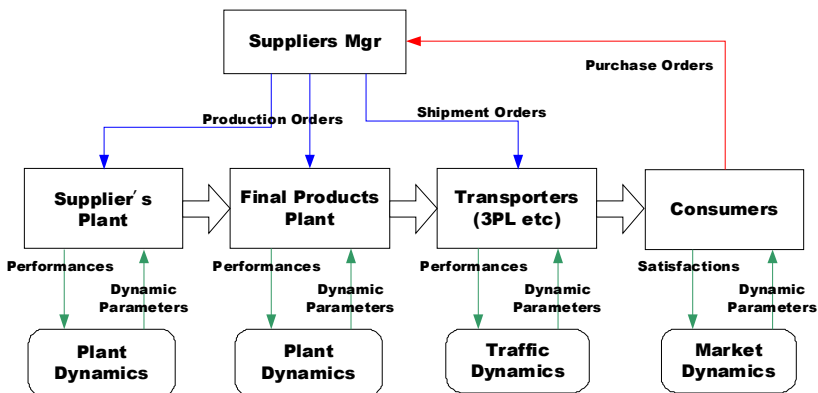 Suppliers Mgr
Purchase Orders
Production Orders
Shipment Orders
Supplier's
Plant
Final Products
Plant
Transporters
(3PL etc)
Consumers
Performances
Dynamic
Parameters
Performances
Dynamic
Parameters
Performances
Dynamic
Parameters
Satisfactions
Dynamic
Parameters
Plant
Dynamics
Plant
Dynamics
Traffic
Dynamics
Market
Dynamics